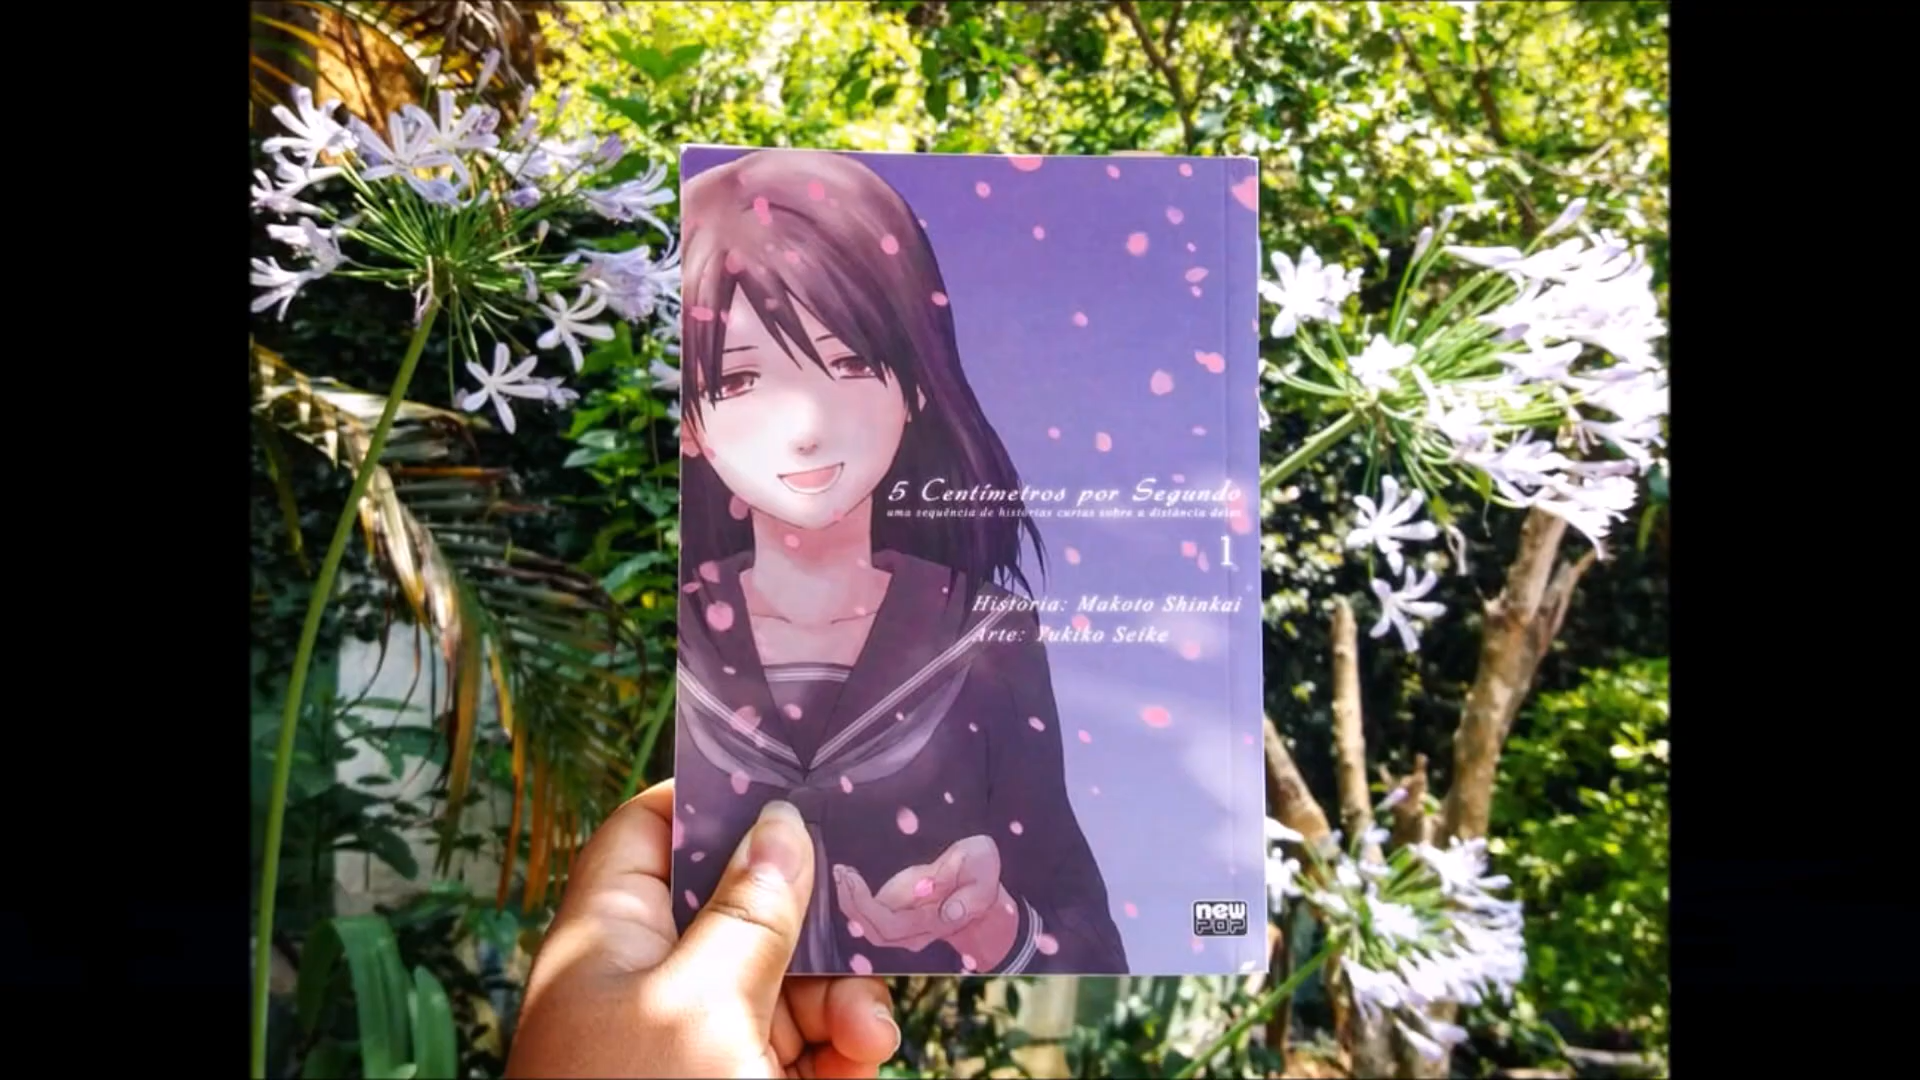 5 Centímetros por Segundo
uma sequência de histórias curtas sobre a distância deles
1
História: Makoto Shinkai
Arte: Yukiko Seike
new
POP